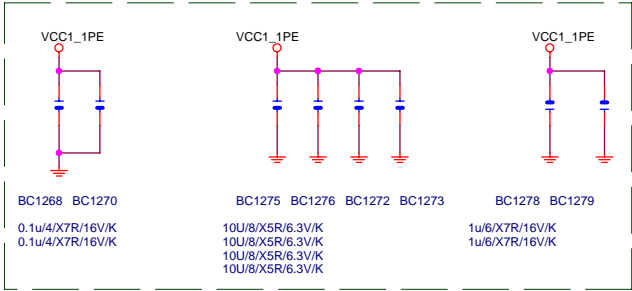 VCC1_1PE VCC1_1PE VCC1_1PE
BC1268 BC1270 BC1275 BC1276 BC1272 BC1273 BC1278 BC1279
0.1u/4/X7R/16V/K 10U/8/X5R/6.3V/K 1u/6/X7R/16V/K
0.1u/4/X7R/16V/K 10U/8/X5R/6.3V/K 1u/6/X7R/16V/K
10U/8/X5R/6.3V/K
10U/8/X5R/6.3V/K